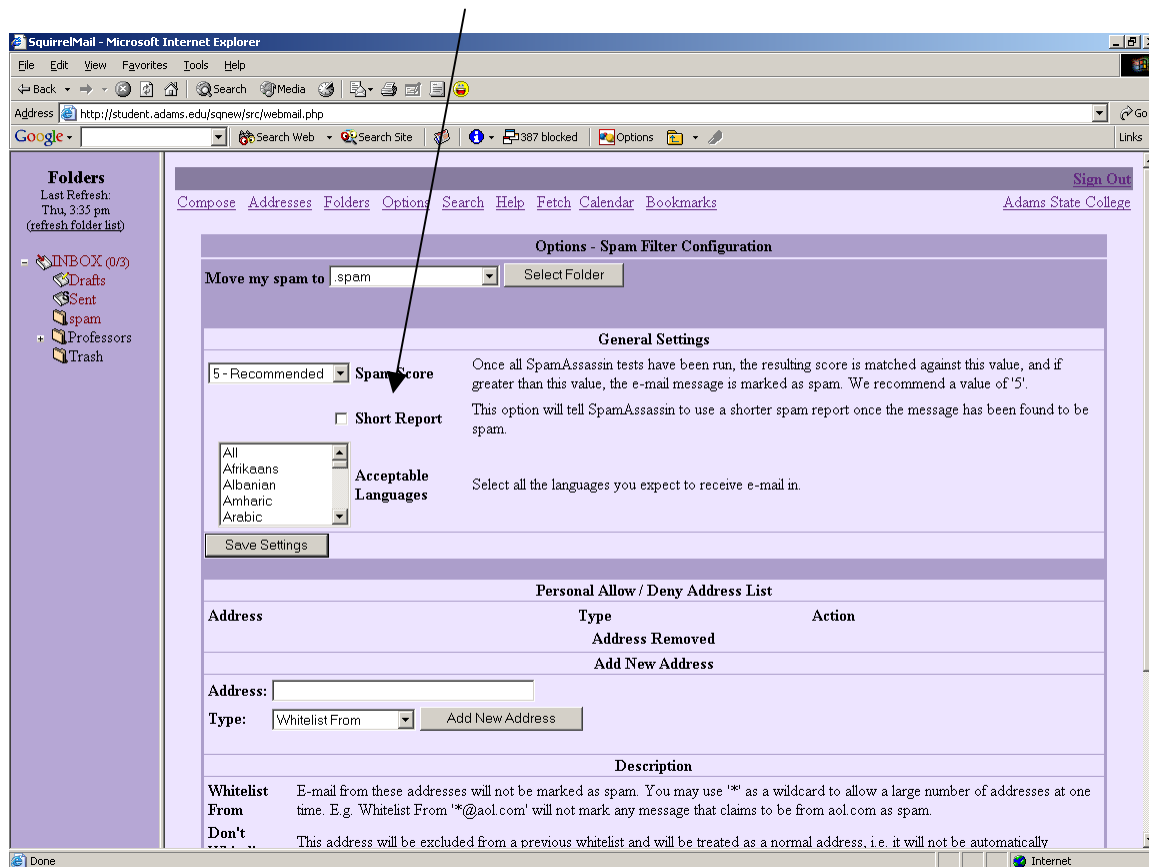 SquirrelMail - Microsoft Internet Explorer
File Edit View Favorites Tools Help
Back Search Media
Address http://student.adams.edu/sqnew/src/webmail.php Go
Google Search Web Search Site 387 blocked Options Links
Folders
Last Refresh:
Thu, 3:35 pm
(refresh folder list)
INBOX (0/3)
Drafts
Sent
spam
Professors
Trash
Sign Out
Compose Addresses Folders Options Search Help Fetch Calendar Bookmarks Adams State College
Options - Spam Filter Configuration
Move my spam to .spam Select Folder
General Settings
5 - Recommended Spam Score Once all SpamAssassin tests have been run, the resulting score is matched against this value, and if
greater than this value, the e-mail message is marked as spam. We recommend a value of '5'.
Short Report This option will tell SpamAssassin to use a shorter spam report once the message has been found to be
spam.
All
Afrikaans
Albanian
Amharic
Arabic
Acceptable
Languages
Select all the languages you expect to receive e-mail in.
Save Settings
Personal Allow / Deny Address List
Address Type Action
Address Removed
Add New Address
Address:
Type: Whitelist From Add New Address
Description
Whitelist From E-mail from these addresses will not be marked as spam. You may use '*' as a wildcard to allow a large number of addresses at one
time. E.g. Whitelist From '*@aol.com' will not mark any message that claims to be from aol.com as spam.
Don't
This address will be excluded from a previous whitelist and will be treated as a normal address, i.e. it will not be automatically
Done Internet